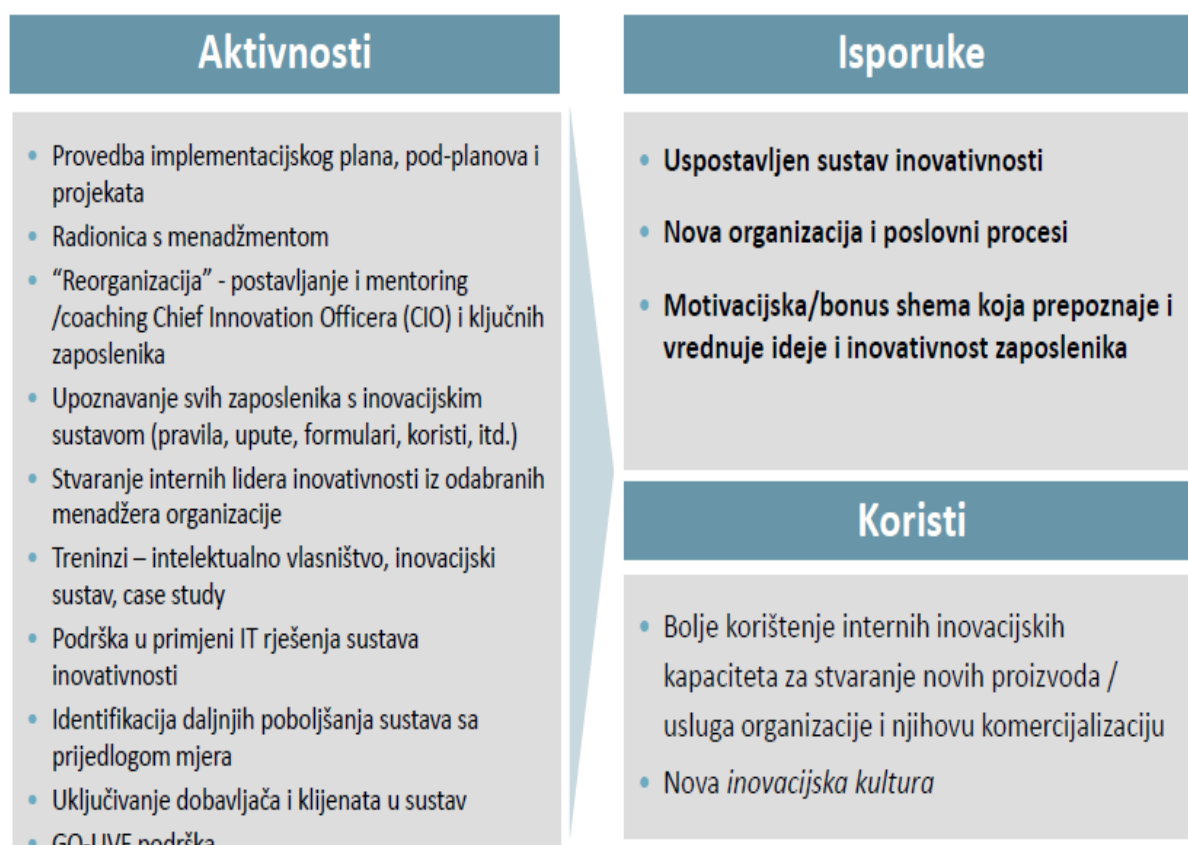 Aktivnosti
• Provedba implementacijskog plana, pod-planova i
projekata
• Radionica s menadžmentom
• “Reorganizacija” - postavljanje i mentoring
/coaching Chief Innovation Officera (CIO) i ključnih
zaposlenika
• Upoznavanje svih zaposlenika s inovacijskim
sustavom (pravila, upute, formulari, koristi, itd.)
• Stvaranje internih lidera inovativnosti iz odabranih
menadžera organizacije
• Treninzi – intelektualno vlasništvo, inovacijski
sustav, case study
• Podrška u primjeni IT rješenja sustava
inovativnosti
• Identifikacija daljnjih poboljšanja sustava sa
prijedlogom mjera
• Uključivanje dobavljača i klijenata u sustav
• GO-LIVE podrška
Isporuke
• Uspostavljen sustav inovativnosti
• Nova organizacija i poslovni procesi
• Motivacijska/bonus shema koja prepoznaje i
vrednuje ideje i inovativnost zaposlenika
Koristi
• Bolje korištenje internih inovacijskih
kapaciteta za stvaranje novih proizvoda /
usluga organizacije i njihovu komercijalizaciju
• Nova inovacijska kultura